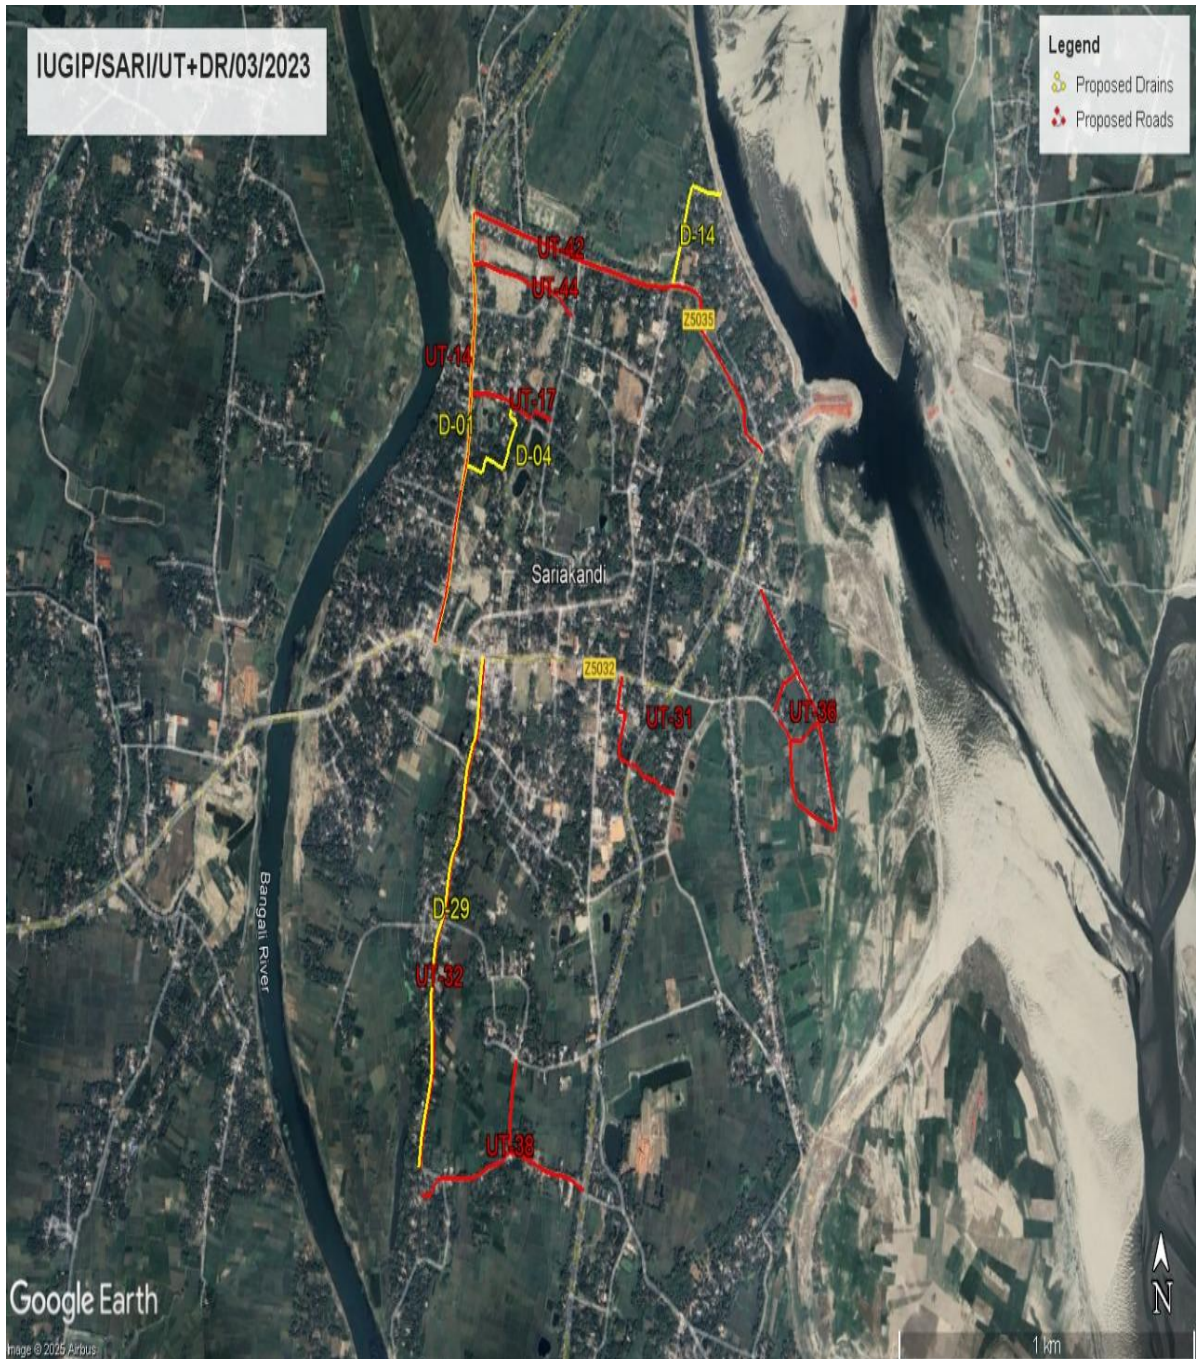 IUGIP/SARI/UT+DR/03/2023
Legend
Proposed Drains
Proposed Roads
D-14
UT-42
UT-44
Z5035
UT-14
UT-17
D-01
D-04
Sariakandi
Z5032
UT-31
UT-36
D-29
Bangali River
UT-32
UT-38
Google Earth
Image © 2025 Airbus
1 km
N